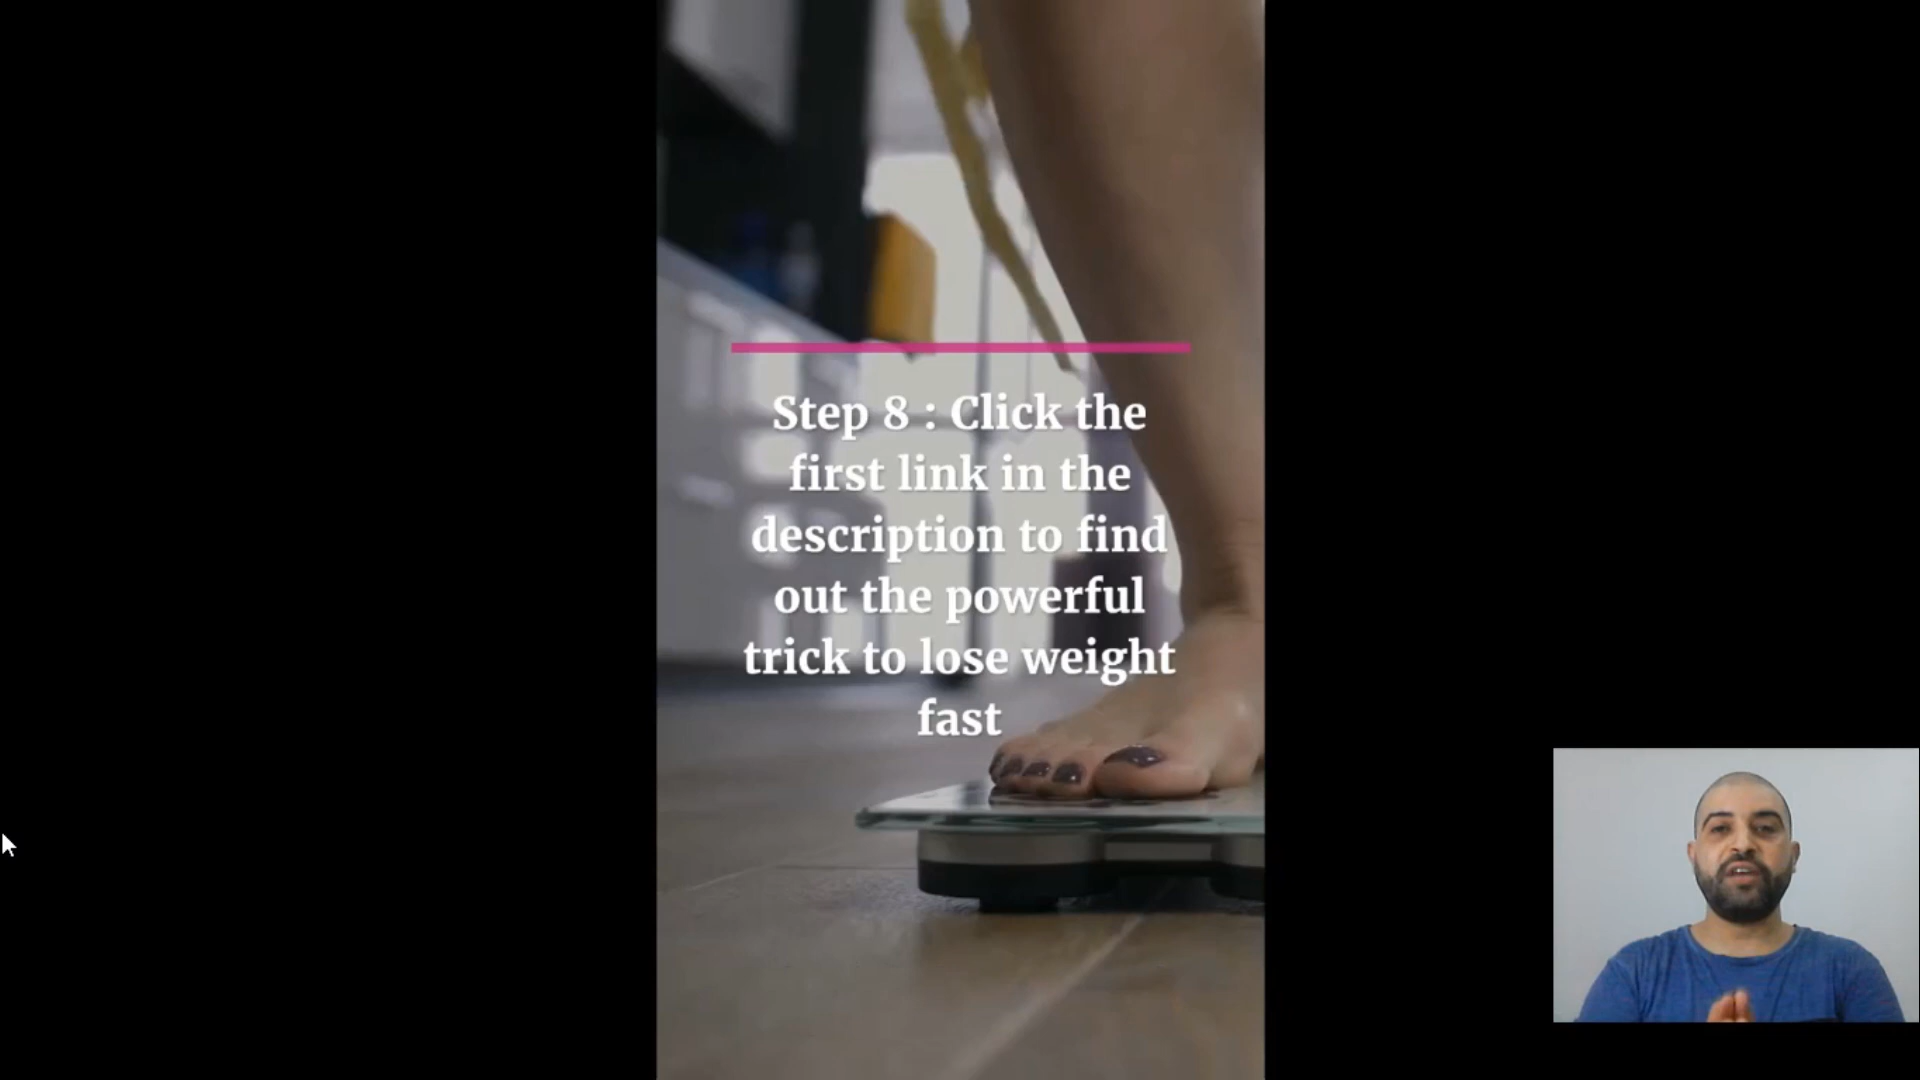 Step 8 : Click the
first link in the
description to find
out the powerful
trick to lose weight
fast